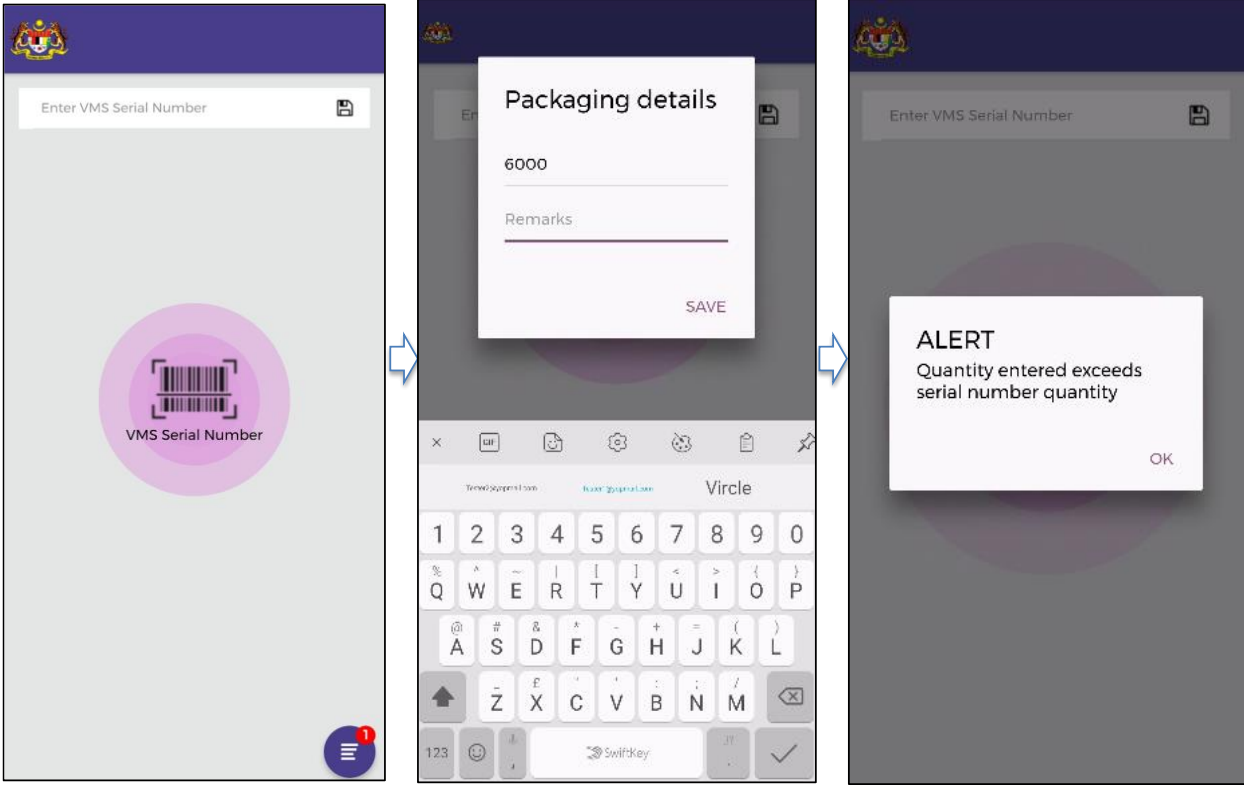 Enter VMS Serial Number
VMS Serial Number
1
En
Packaging details
6000
Remarks
SAVE
GIF
Vircle
1 2 3 4 5 6 7 8 9 0
% ^ ~ | [ ] < > { }
Q W E R T Y U I O P
@ # & * - + = ( )
A S D F G H J K L
_ £ " ' : ; /
Z X C V B N M
123 , SwiftKey !? .
Enter VMS Serial Number
ALERT
Quantity entered exceeds
serial number quantity
OK